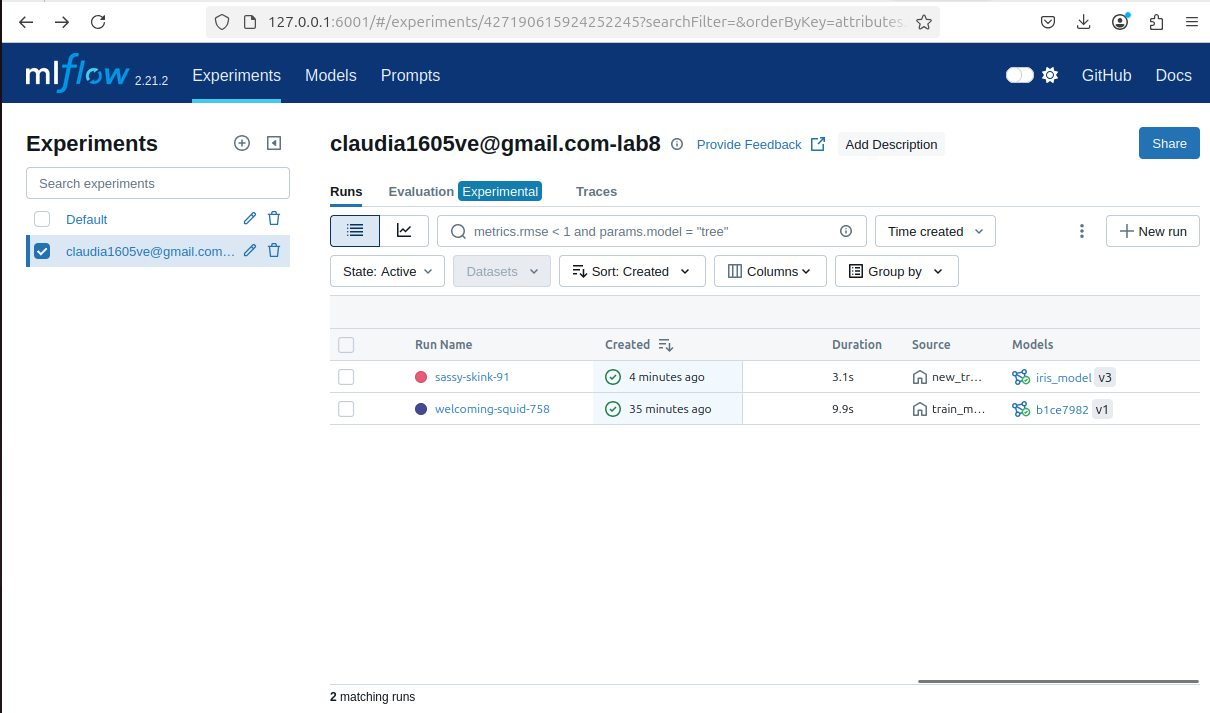 127.0.0.1:6001/#/experiments/427190615924252245?searchFilter=&orderByKey=attributes.
mlflow 2.21.2 Experiments Models Prompts GitHub Docs
Experiments
Search experiments
Default
claudia1605ve@gmail.com...
claudia1605ve@gmail.com-lab8 Provide Feedback Add Description Share
Runs Evaluation Experimental Traces
metrics.rmse < 1 and params.model = "tree" Time created New run
State: Active Datasets Sort: Created Columns Group by
Run Name Created Duration Source Models
sassy-skink-91 4 minutes ago 3.1s new_tr... iris_model v3
welcoming-squid-758 35 minutes ago 9.9s train_m... b1ce7982 v1
2 matching runs